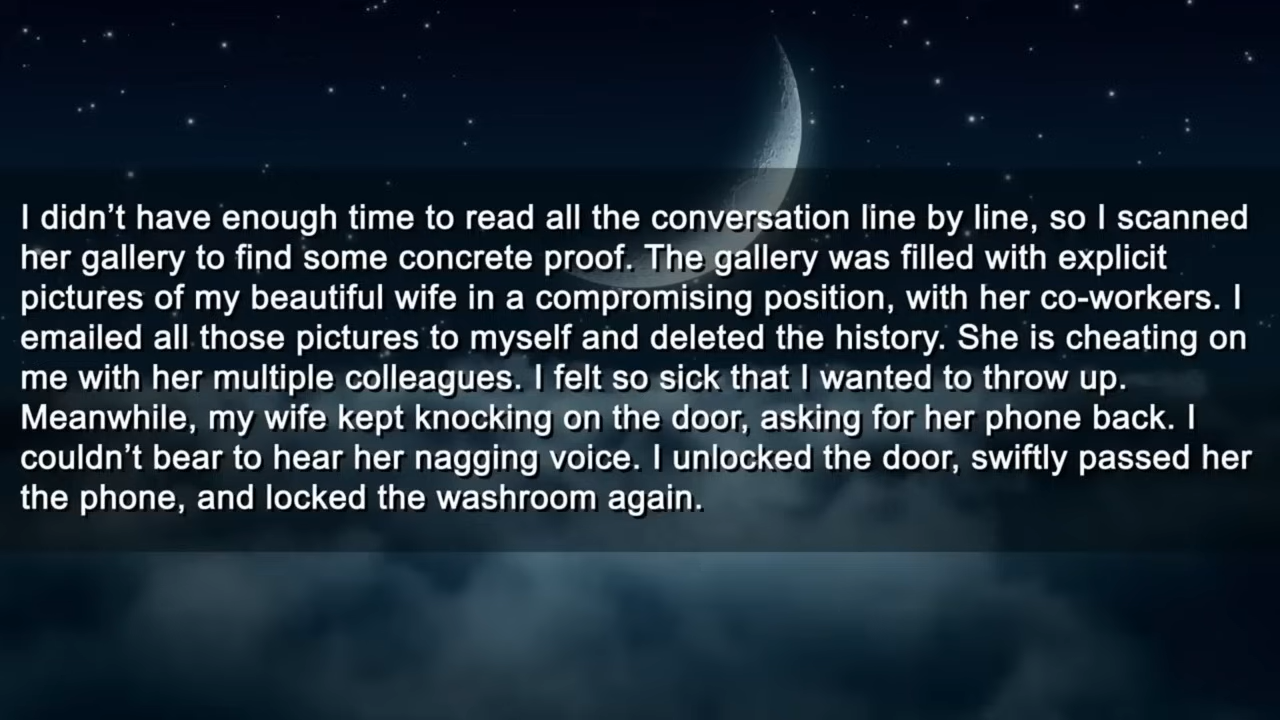 I didn’t have enough time to read all the conversation line by line, so I scanned
her gallery to find some concrete proof. The gallery was filled with explicit
pictures of my beautiful wife in a compromising position, with her co-workers. I
emailed all those pictures to myself and deleted the history. She is cheating on
me with her multiple colleagues. I felt so sick that I wanted to throw up.
Meanwhile, my wife kept knocking on the door, asking for her phone back. I
couldn’t bear to hear her nagging voice. I unlocked the door, swiftly passed her
the phone, and locked the washroom again.